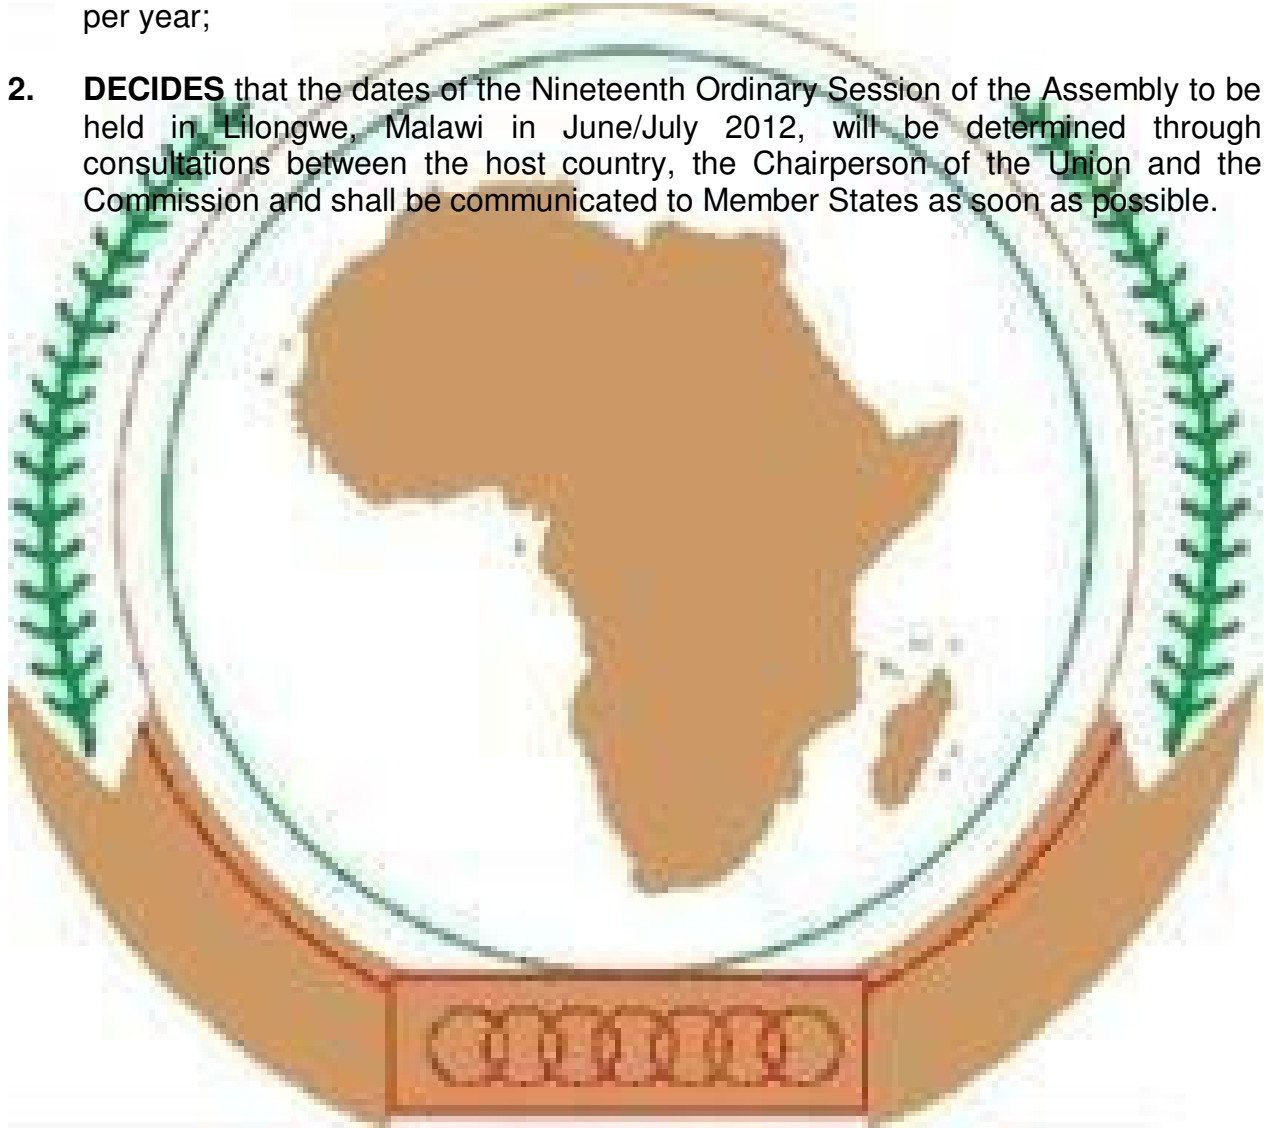 per year;
2. DECIDES that the dates of the Nineteenth Ordinary Session of the Assembly to be
held in Lilongwe, Malawi in June/July 2012, will be determined through
consultations between the host country, the Chairperson of the Union and the
Commission and shall be communicated to Member States as soon as possible.